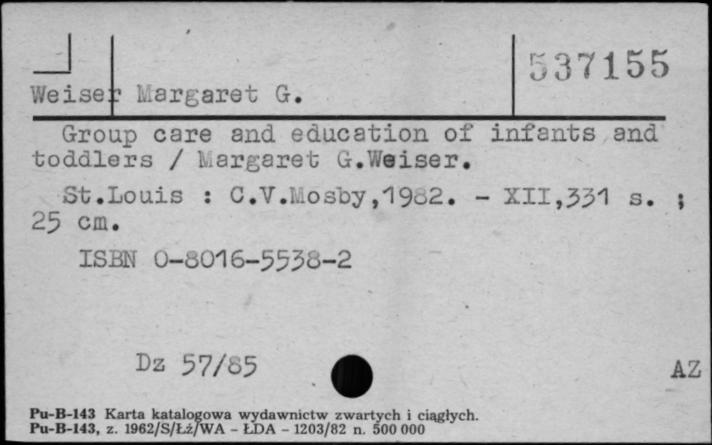 537155
Weiser Margaret G.
Group care and education of infants and
toddlers / Margaret G.Weiser.
St.Louis : C.V.Mosby,1982. - XII,331 s. ;
25 cm.
ISBN 0-8016-5538-2
Dz 57/85
AZ
Pu-B-143 Karta katalogowa wydawnictw zwartych i ciągłych.
Pu-B-143, z. 1962/S/Łź/WA - ŁDA - 1203/82 n. 500 000